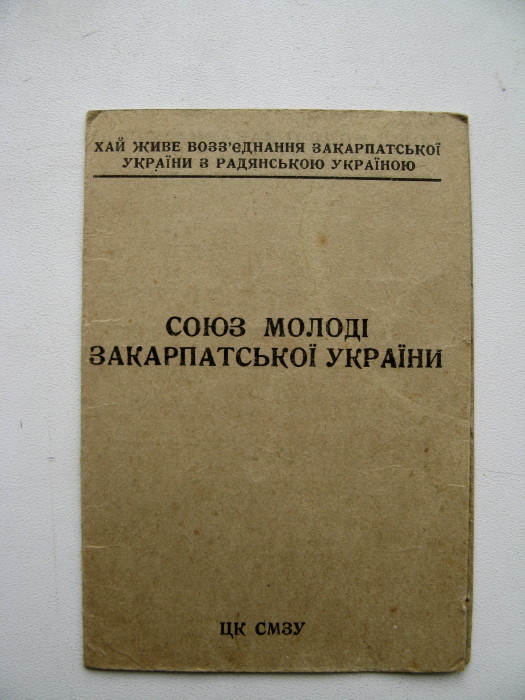 ХАЙ ЖИВЕ ВОЗЗ'ЄДНАННЯ ЗАКАРПАТСЬКОЇ
УКРАЇНИ З РАДЯНСЬКОЮ УКРАЇНОЮ
СОЮЗ МОЛОДІ
ЗАКАРПАТСЬКОЇ УКРАЇНИ
ЦК СМЗУ